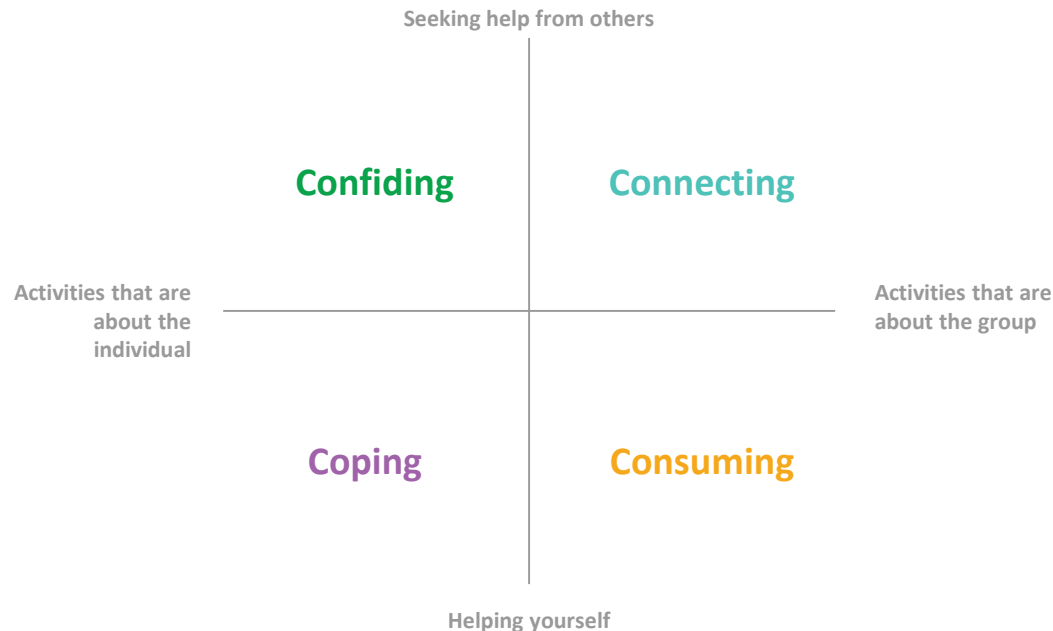 Seeking help from others
Confiding
Connecting
Activities that are
about the
individual
Activities that are
about the group
Coping
Consuming
Helping yourself